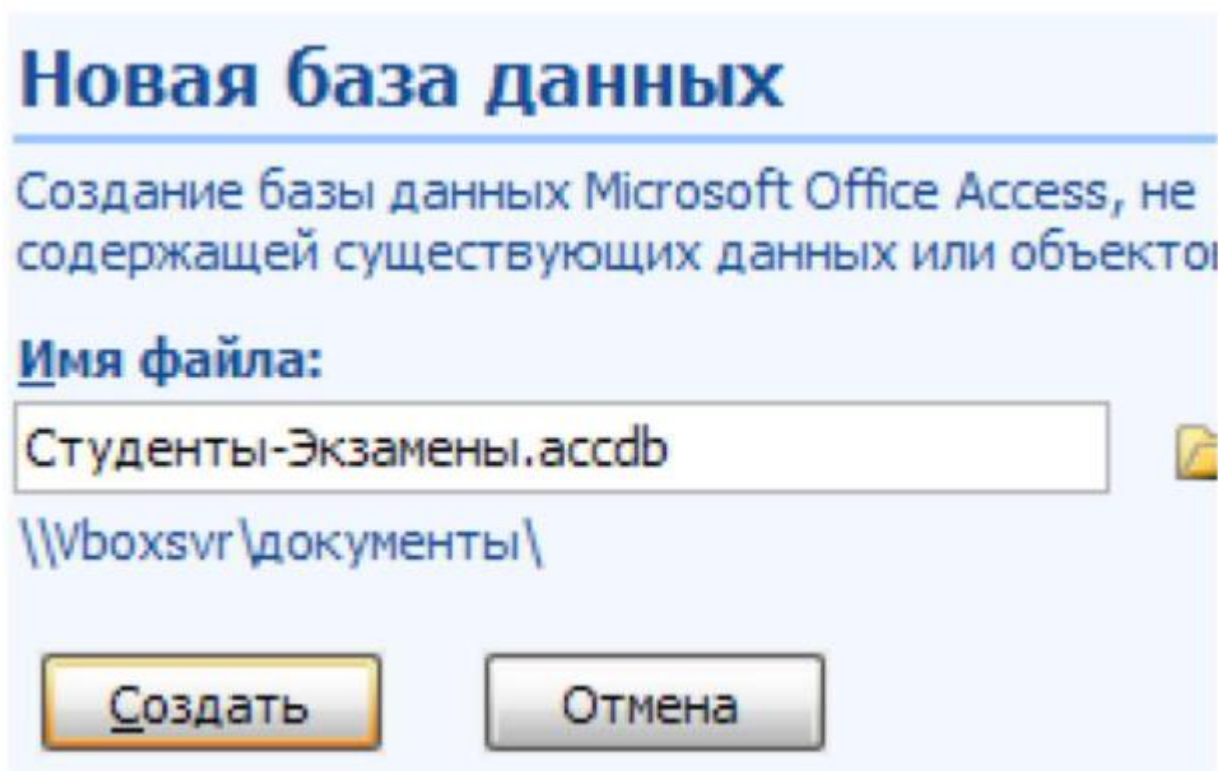 Новая база данных
Создание базы данных Microsoft Office Access, не
содержащей существующих данных или
Имя файла:
Студенты-Экзамены.accdb
\\Vboxsvr\документы\
Создать
Отмена